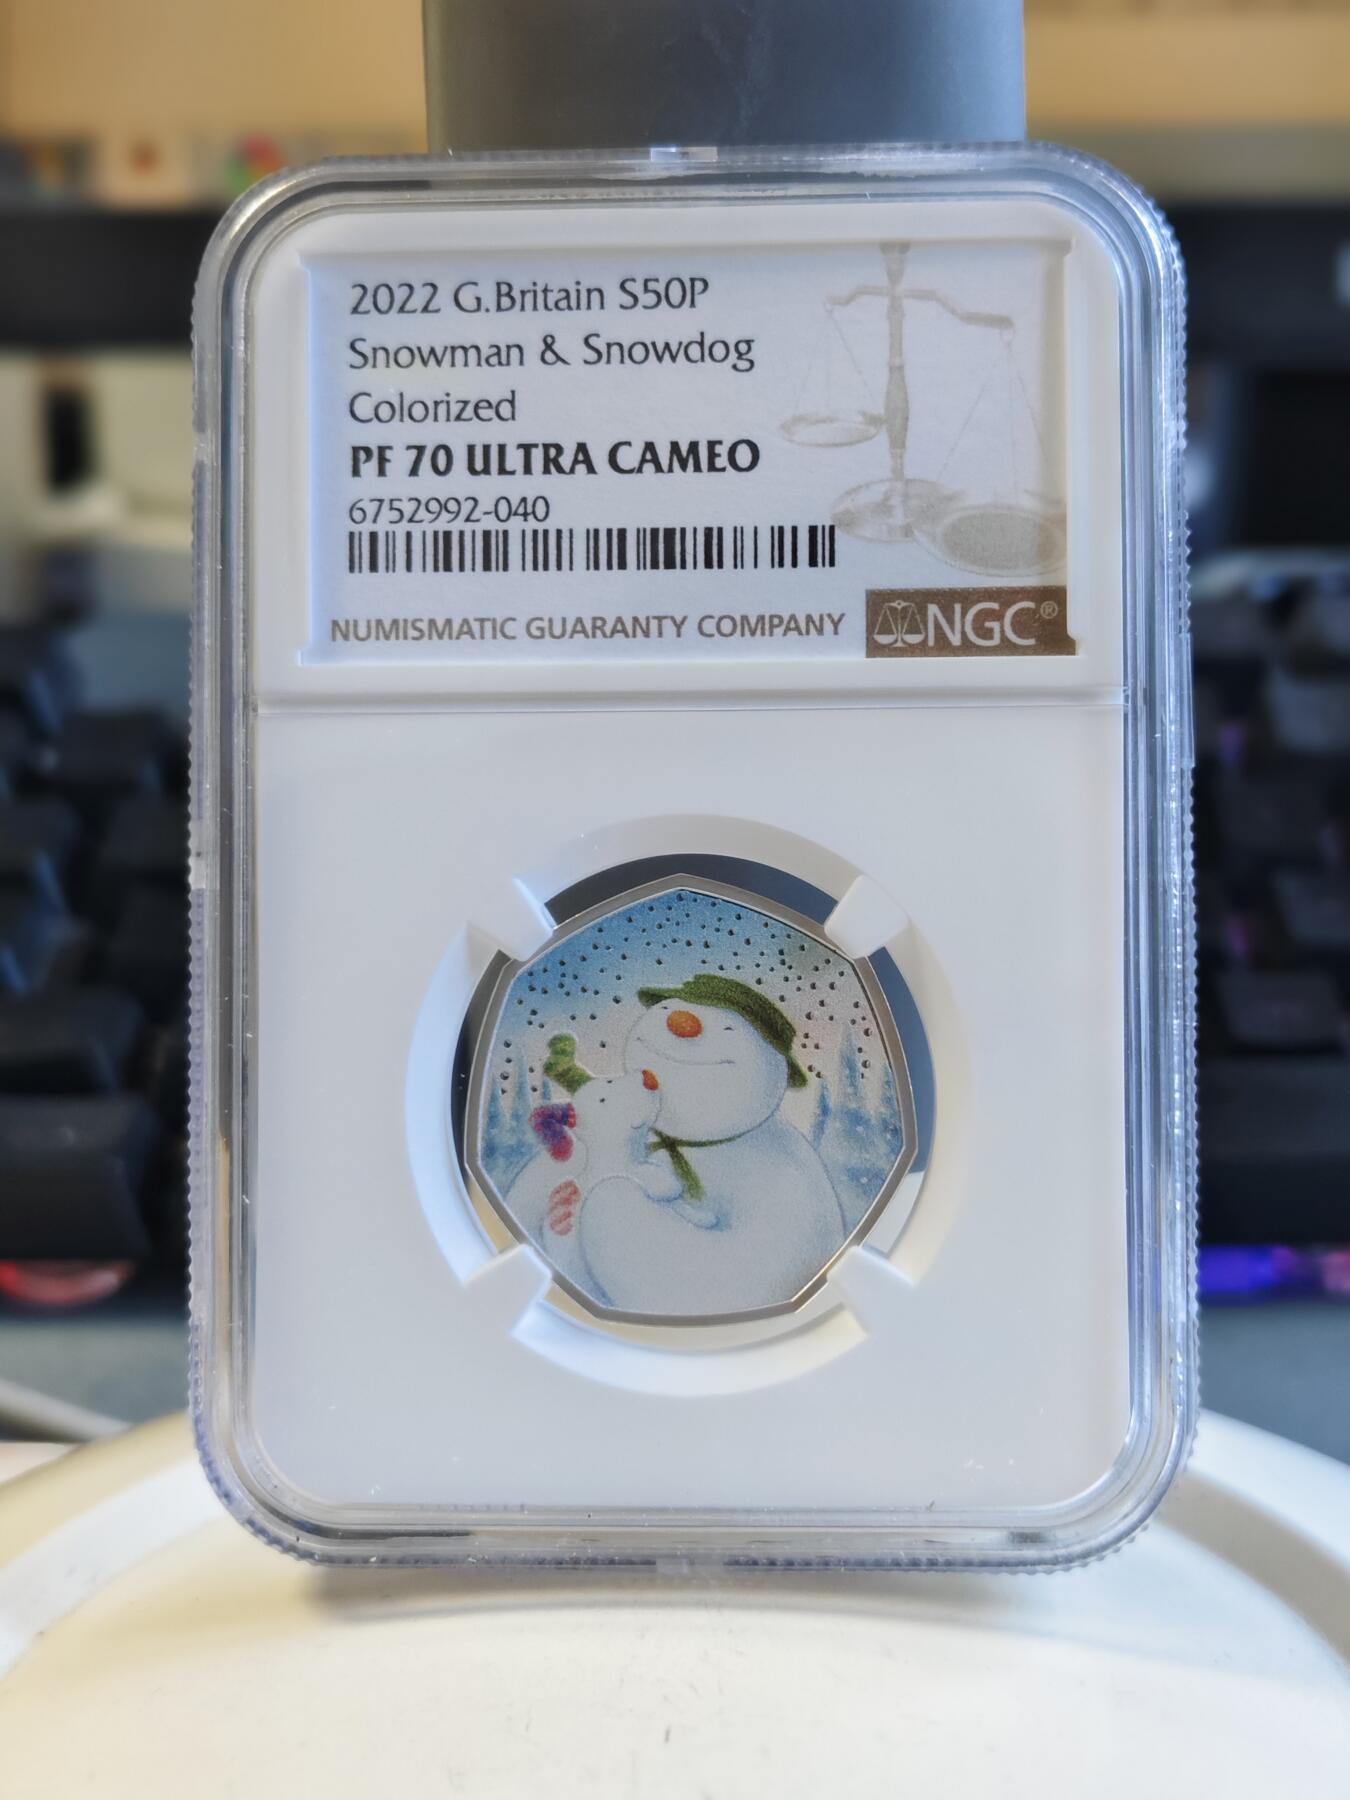 2022 G.Britain S50P
Snowman & Snowdog
Colorized
PF 70 ULTRA CAMEO
6752992-040
NUMISMATIC GUARANTY COMPANY NGC®